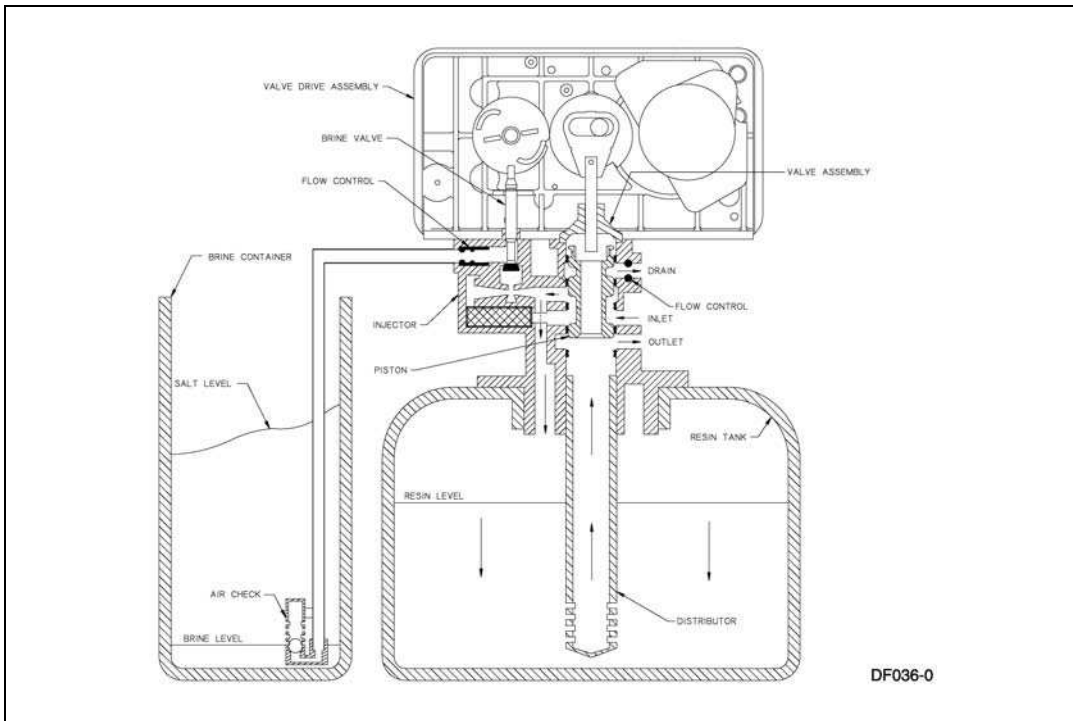 VALVE DRIVE ASSEMBLY
BRINE VALVE
FLOW CONTROL
VALVE ASSEMBLY
BRINE CONTAINER
DRAIN
FLOW CONTROL
INJECTOR
INLET
OUTLET
PISTON
SALT LEVEL
RESIN TANK
RESIN LEVEL
AIR CHECK
DISTRIBUTOR
BRINE LEVEL
DF036-0